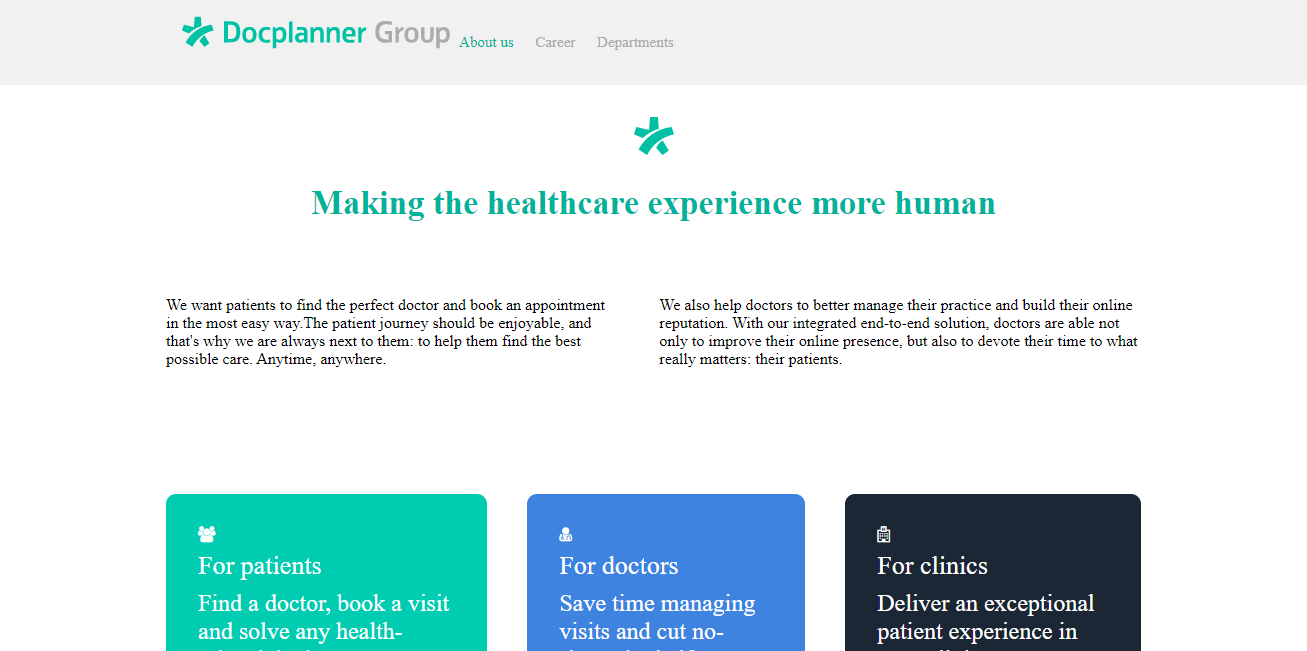 Docplanner Group About us Career Departments
Making the healthcare experience more human
We want patients to find the perfect doctor and book an appointment
in the most easy way.The patient journey should be enjoyable, and
that's why we are always next to them: to help them find the best
possible care. Anytime, anywhere.
We also help doctors to better manage their practice and build their online
reputation. With our integrated end-to-end solution, doctors are able not
only to improve their online presence, but also to devote their time to what
really matters: their patients.
For patients
Find a doctor, book a visit
and solve any health-
For doctors
Save time managing
visits and cut no-
For clinics
Deliver an exceptional
patient experience in